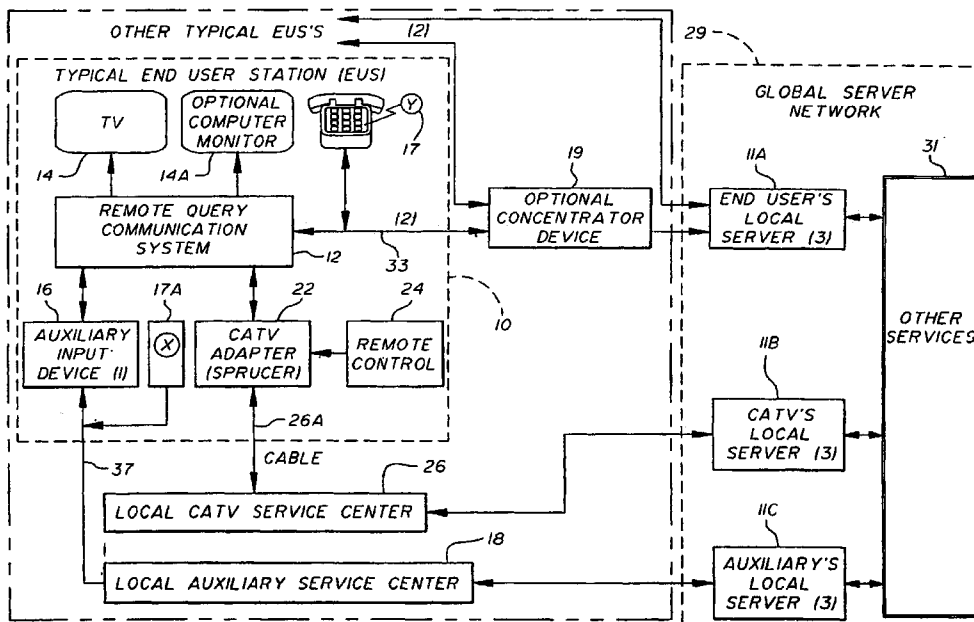 OTHER TYPICAL EUS'S
(2)
29
TYPICAL END USER STATION (EUS)
GLOBAL SERVER
NETWORK
TV
OPTIONAL
COMPUTER
MONITOR
Y
17
31
14
14A
19
11A
REMOTE QUERY
COMMUNICATION
SYSTEM
(2)
OPTIONAL
CONCENTRATOR
DEVICE
END USER'S
LOCAL
SERVER (3)
12
33
16
17A
22
24
10
AUXILIARY
INPUT
DEVICE (1)
X
CATV
ADAPTER
(SPRUCER)
REMOTE
CONTROL
OTHER
SERVICES
11B
26A
CATV'S
LOCAL
SERVER (3)
37
CABLE
26
LOCAL CATV SERVICE CENTER
11C
18
LOCAL AUXILIARY SERVICE CENTER
AUXILIARY'S
LOCAL
SERVER (3)